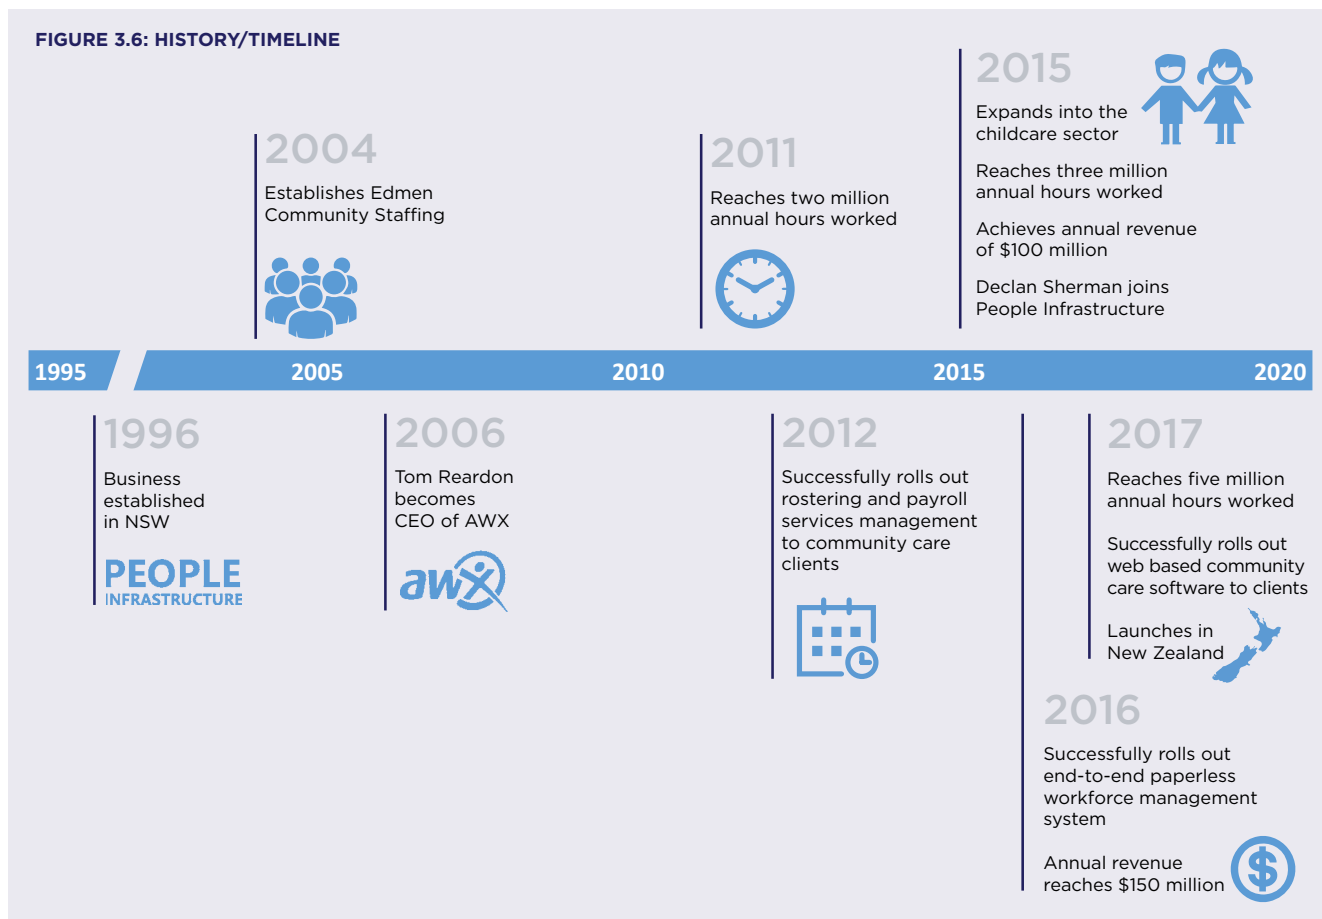 FIGURE 3.6: HISTORY/TIMELINE
2004
Establishes Edmen
Community Staffing
2011
Reaches two million
annual hours worked
2015
Expands into the
childcare sector
Reaches three million
annual hours worked
Achieves annual revenue
of $100 million
Declan Sherman joins
People Infrastructure
1995 2005 2010 2015 2020
1996
Business
established
in NSW
PEOPLE
INFRASTRUCTURE
2006
Tom Reardon
becomes
CEO of AWX
awx
2012
Successfully rolls out
rostering and payroll
services management
to community care
clients
2017
Reaches five million
annual hours worked
Successfully rolls out
web based community
care software to clients
Launches in
New Zealand
2016
Successfully rolls out
end-to-end paperless
workforce management
system
Annual revenue
reaches $150 million
$